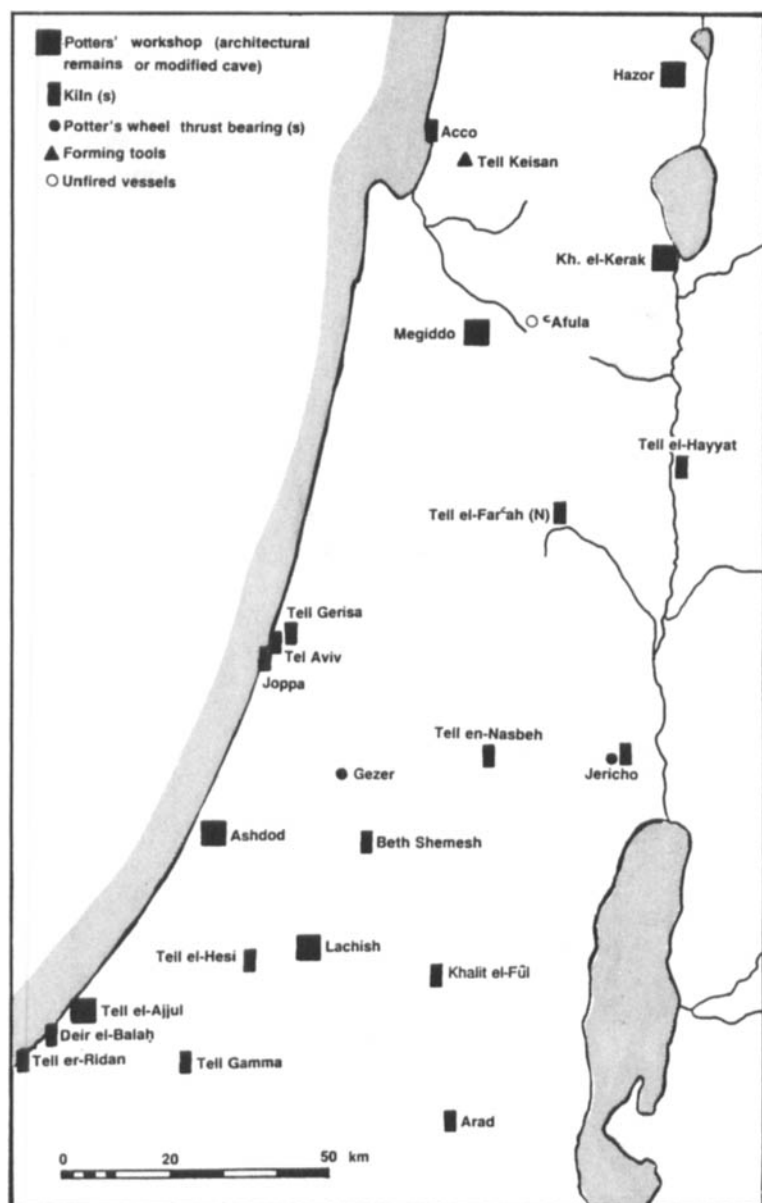 Potters' workshop (architectural
remains or modified cave)
Kiln (s)
Potter's wheel thrust bearing (s)
Forming tools
Unfired vessels
Hazor
Acco
Tell Keisan
Kh. el-Kerak
ʿAfula
Megiddo
Tell el-Hayyat
Tell el-Farʿah (N)
Tell Gerisa
Tel Aviv
Joppa
Tell en-Nasbeh
Gezer
Jericho
Ashdod
Beth Shemesh
Lachish
Tell el-Hesi
Khalit el-Fûl
Tell el-Ajjul
Deir el-Balaḥ
Tell er-Ridan
Tell Gamma
Arad
0 20 50 km